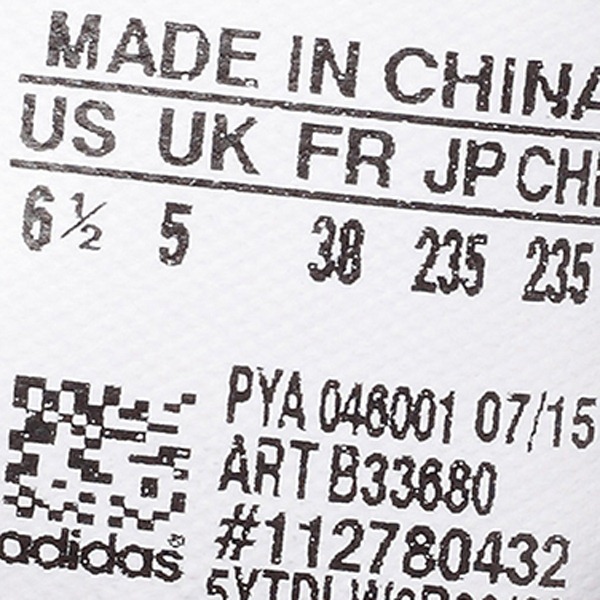 MADE IN CHINA
US UK FR JP CHN
6½ 5 38 235 235
PYA 046001 07/15
ART B33680
#112780432
adidas®